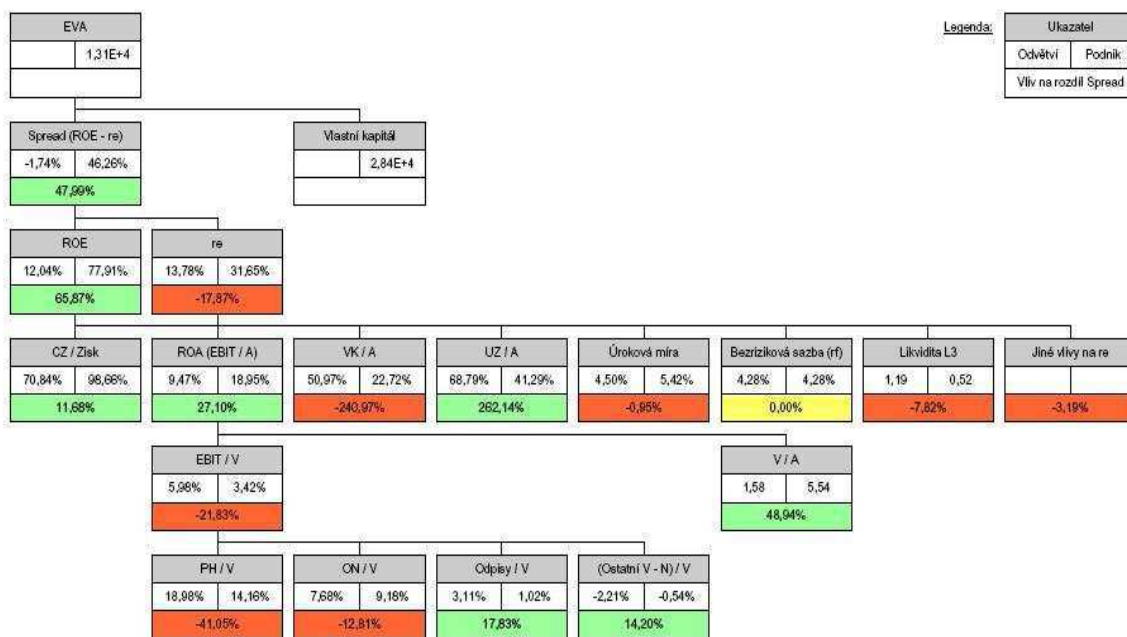 EVA
1,31E+4
Legenda:
Ukazatel
Odvětví Podnik
Vliv na rozdíl Spread
Spread (ROE - re)
-1,74% 46,26%
47,99%
Vlastní kapitál
2,84E+4
ROE
12,04% 77,91%
65,87%
re
13,78% 31,65%
-17,87%
CZ / Zisk
70,84% 98,66%
11,68%
ROA (EBIT / A)
9,47% 18,95%
27,10%
VK / A
50,97% 22,72%
-240,97%
UZ / A
68,79% 41,29%
262,14%
Úroková míra
4,50% 5,42%
-0,95%
Bezriziková sazba (rf)
4,28% 4,28%
0,00%
Likvidita L3
1,19 0,52
-7,82%
Jiné vlivy na re
-3,19%
EBIT / V
5,98% 3,42%
-21,83%
V / A
1,58 5,54
48,94%
PH / V
18,98% 14,16%
-41,05%
ON / V
7,68% 9,18%
-12,81%
Odpisy / V
3,11% 1,02%
17,83%
(Ostatní V - N) / V
-2,21% -0,54%
14,20%